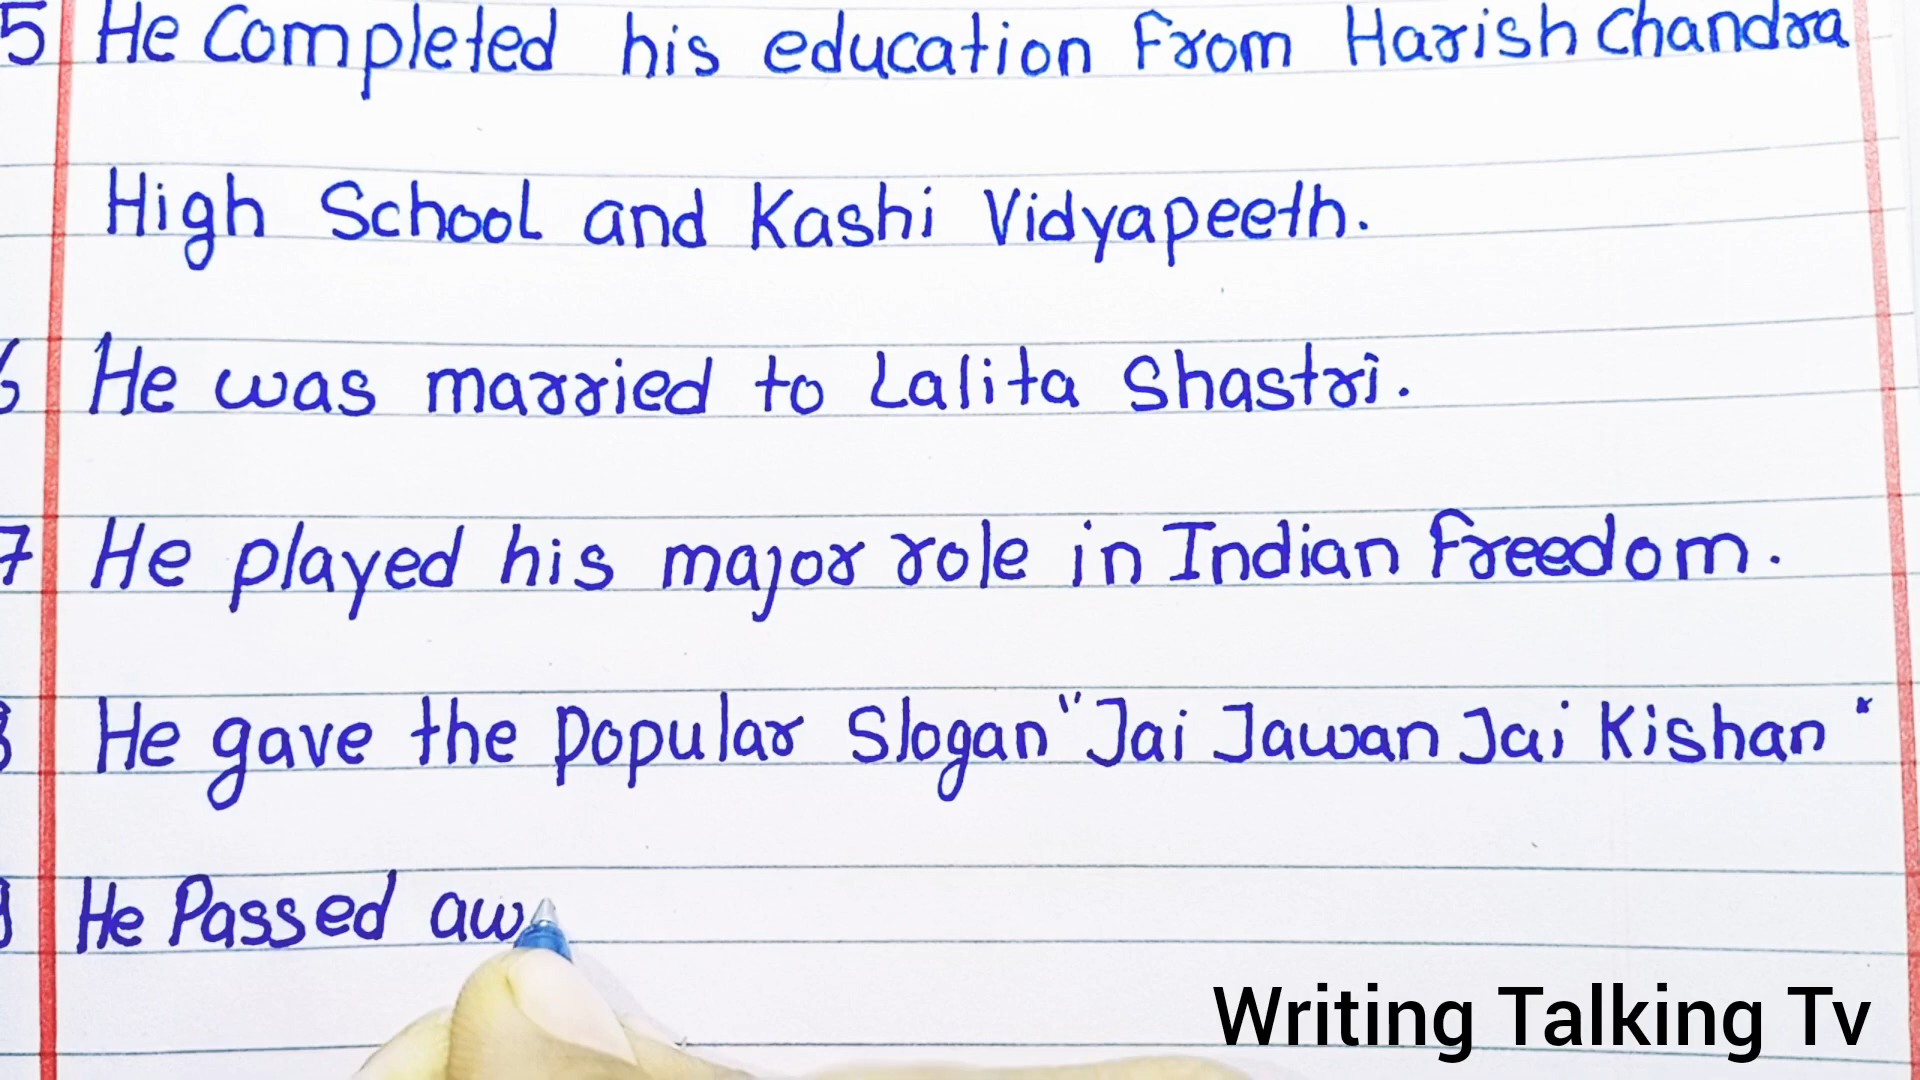 5 He Completed his education From Harish Chandra
High School and Kashi Vidyapeeth.
6 He was married to Lalita Shastri.
7 He played his major role in Indian Freedom.
8 He gave the Popular Slogan "Jai Jawan Jai Kishan"
9 He Passed aw
Writing Talking Tv